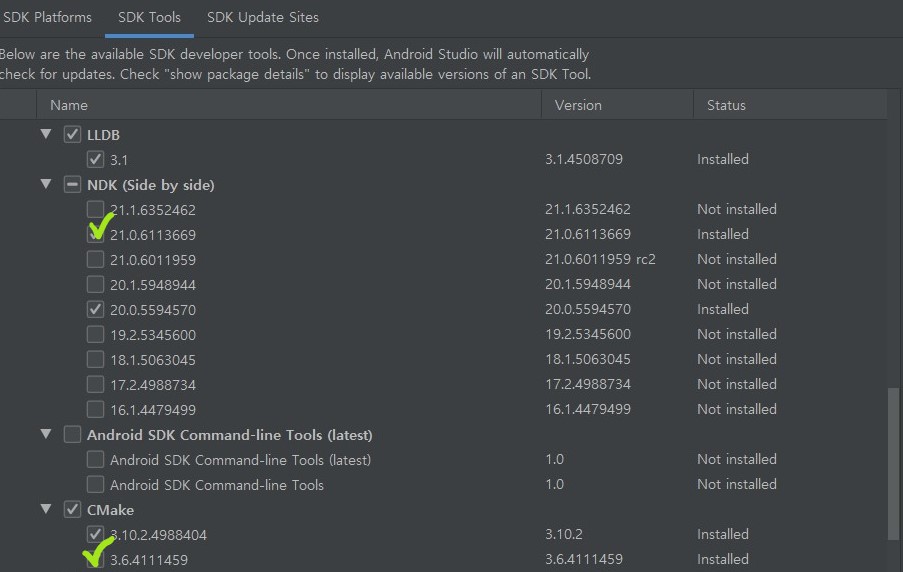 SDK Platforms SDK Tools SDK Update Sites
Below are the available SDK developer tools. Once installed, Android Studio will automatically
check for updates. Check "show package details" to display available versions of an SDK Tool.
Name Version Status
LLDB
3.1 3.1.4508709 Installed
NDK (Side by side)
21.1.6352462 21.1.6352462 Not installed
21.0.6113669 21.0.6113669 Installed
21.0.6011959 21.0.6011959 rc2 Not installed
20.1.5948944 20.1.5948944 Not installed
20.0.5594570 20.0.5594570 Installed
19.2.5345600 19.2.5345600 Not installed
18.1.5063045 18.1.5063045 Not installed
17.2.4988734 17.2.4988734 Not installed
16.1.4479499 16.1.4479499 Not installed
Android SDK Command-line Tools (latest)
Android SDK Command-line Tools (latest) 1.0 Not installed
Android SDK Command-line Tools 1.0 Not installed
CMake
3.10.2.4988404 3.10.2 Installed
3.6.4111459 3.6.4111459 Installed